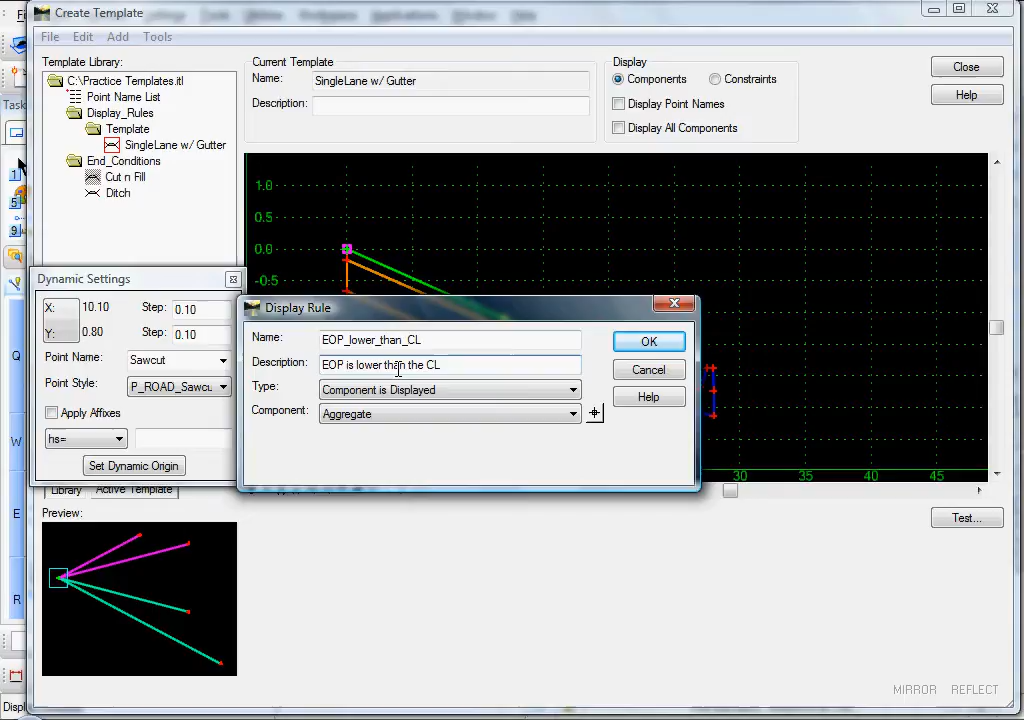 Create Template
File Edit Add Tools
Template Library:
C:\Practice Templates.itl
Point Name List
Display_Rules
Template
SingleLane w/ Gutter
End_Conditions
Cut n Fill
Ditch
Current Template
Name:
SingleLane w/ Gutter
Description:
Display
Components
Constraints
Display Point Names
Display All Components
Close
Help
1.0
0.5
0.0
-0.5
30 35 40 45
Dynamic Settings
X: 10.10 Step: 0.10
Y: 0.80 Step: 0.10
Point Name: Sawcut
Point Style: P_ROAD_Sawcu
Apply Affixes
hs=
Set Dynamic Origin
Display Rule
Name: EOP_lower_than_CL
Description: EOP is lower than the CL
Type: Component is Displayed
Component: Aggregate
OK
Cancel
Help
Library Active Template
Preview:
Test...
MIRROR REFLECT